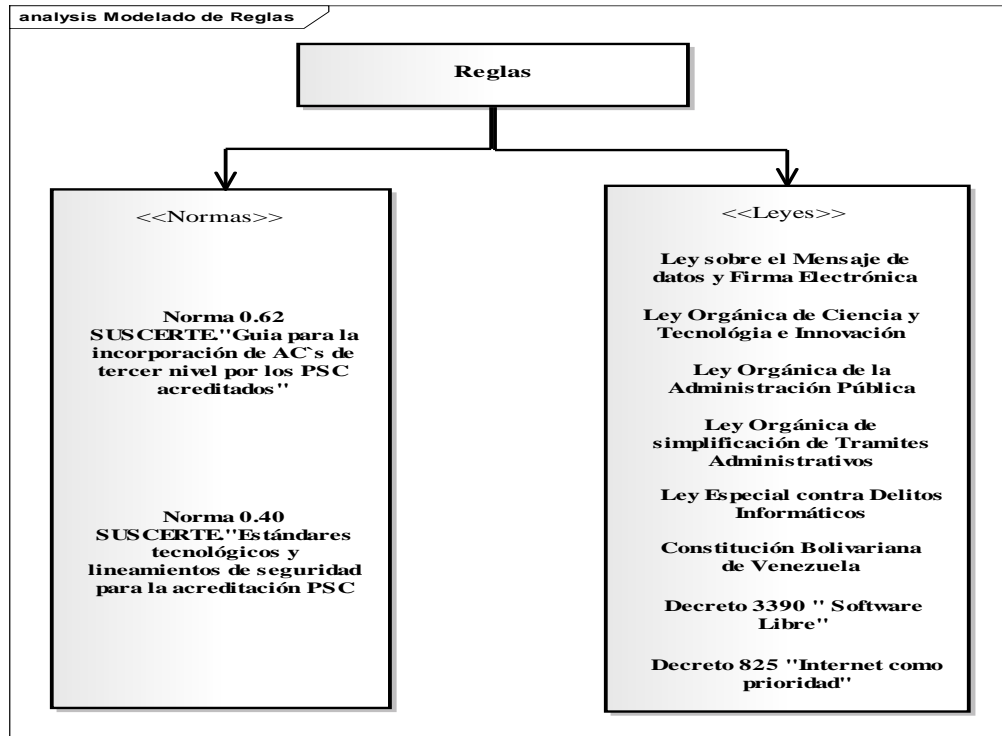 analysis Modelado de Reglas
Reglas
<<Normas>>
Norma 0.62
SUSCERTE."Guia para la
incorporación de AC`s de
tercer nivel por los PSC
acreditados"
Norma 0.40
SUSCERTE."Estándares
tecnológicos y
lineamientos de seguridad
para la acreditación PSC
<<Leyes>>
Ley sobre el Mensaje de
datos y Firma Electrónica
Ley Orgánica de Ciencia y
Tecnológia e Innovación
Ley Orgánica de la
Administración Pública
Ley Orgánica de
simplificación de Tramites
Administrativos
Ley Especial contra Delitos
Informáticos
Constitución Bolivariana
de Venezuela
Decreto 3390 " Software
Libre"
Decreto 825 "Internet como
prioridad"